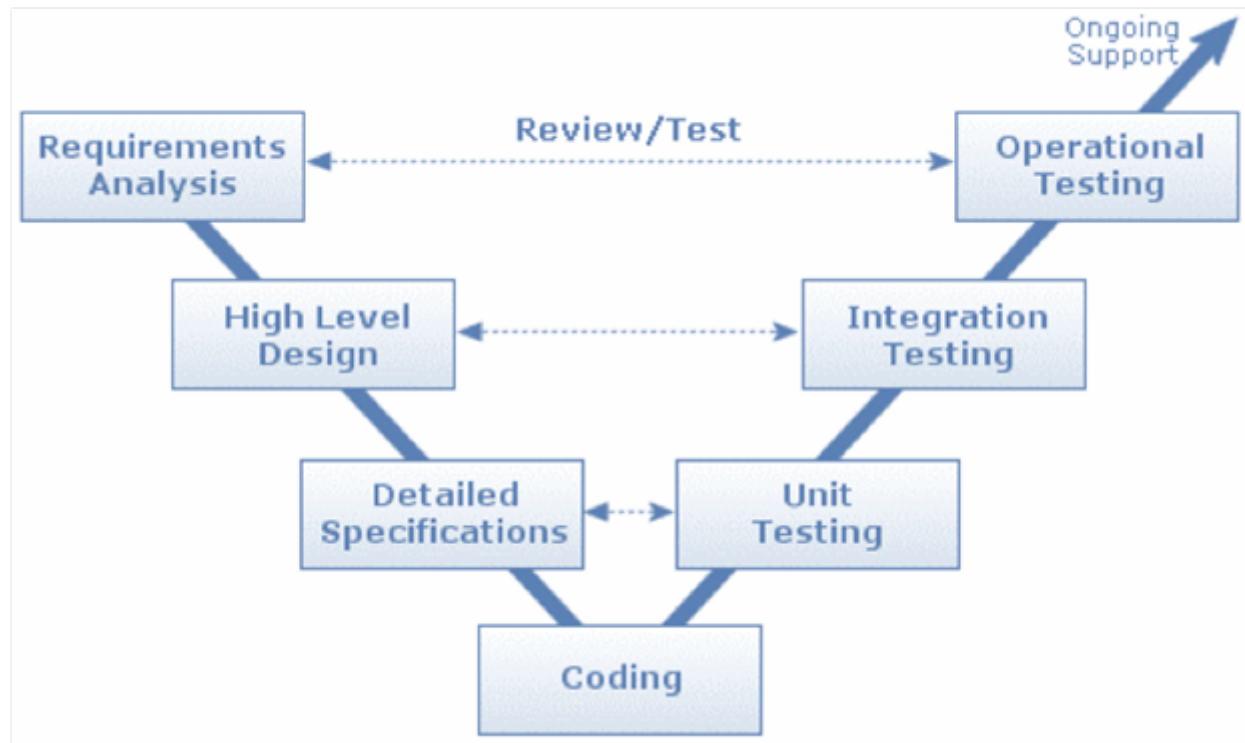 Ongoing
Support
Review/Test
Requirements
Analysis
Operational
Testing
High Level
Design
Integration
Testing
Detailed
Specifications
Unit
Testing
Coding